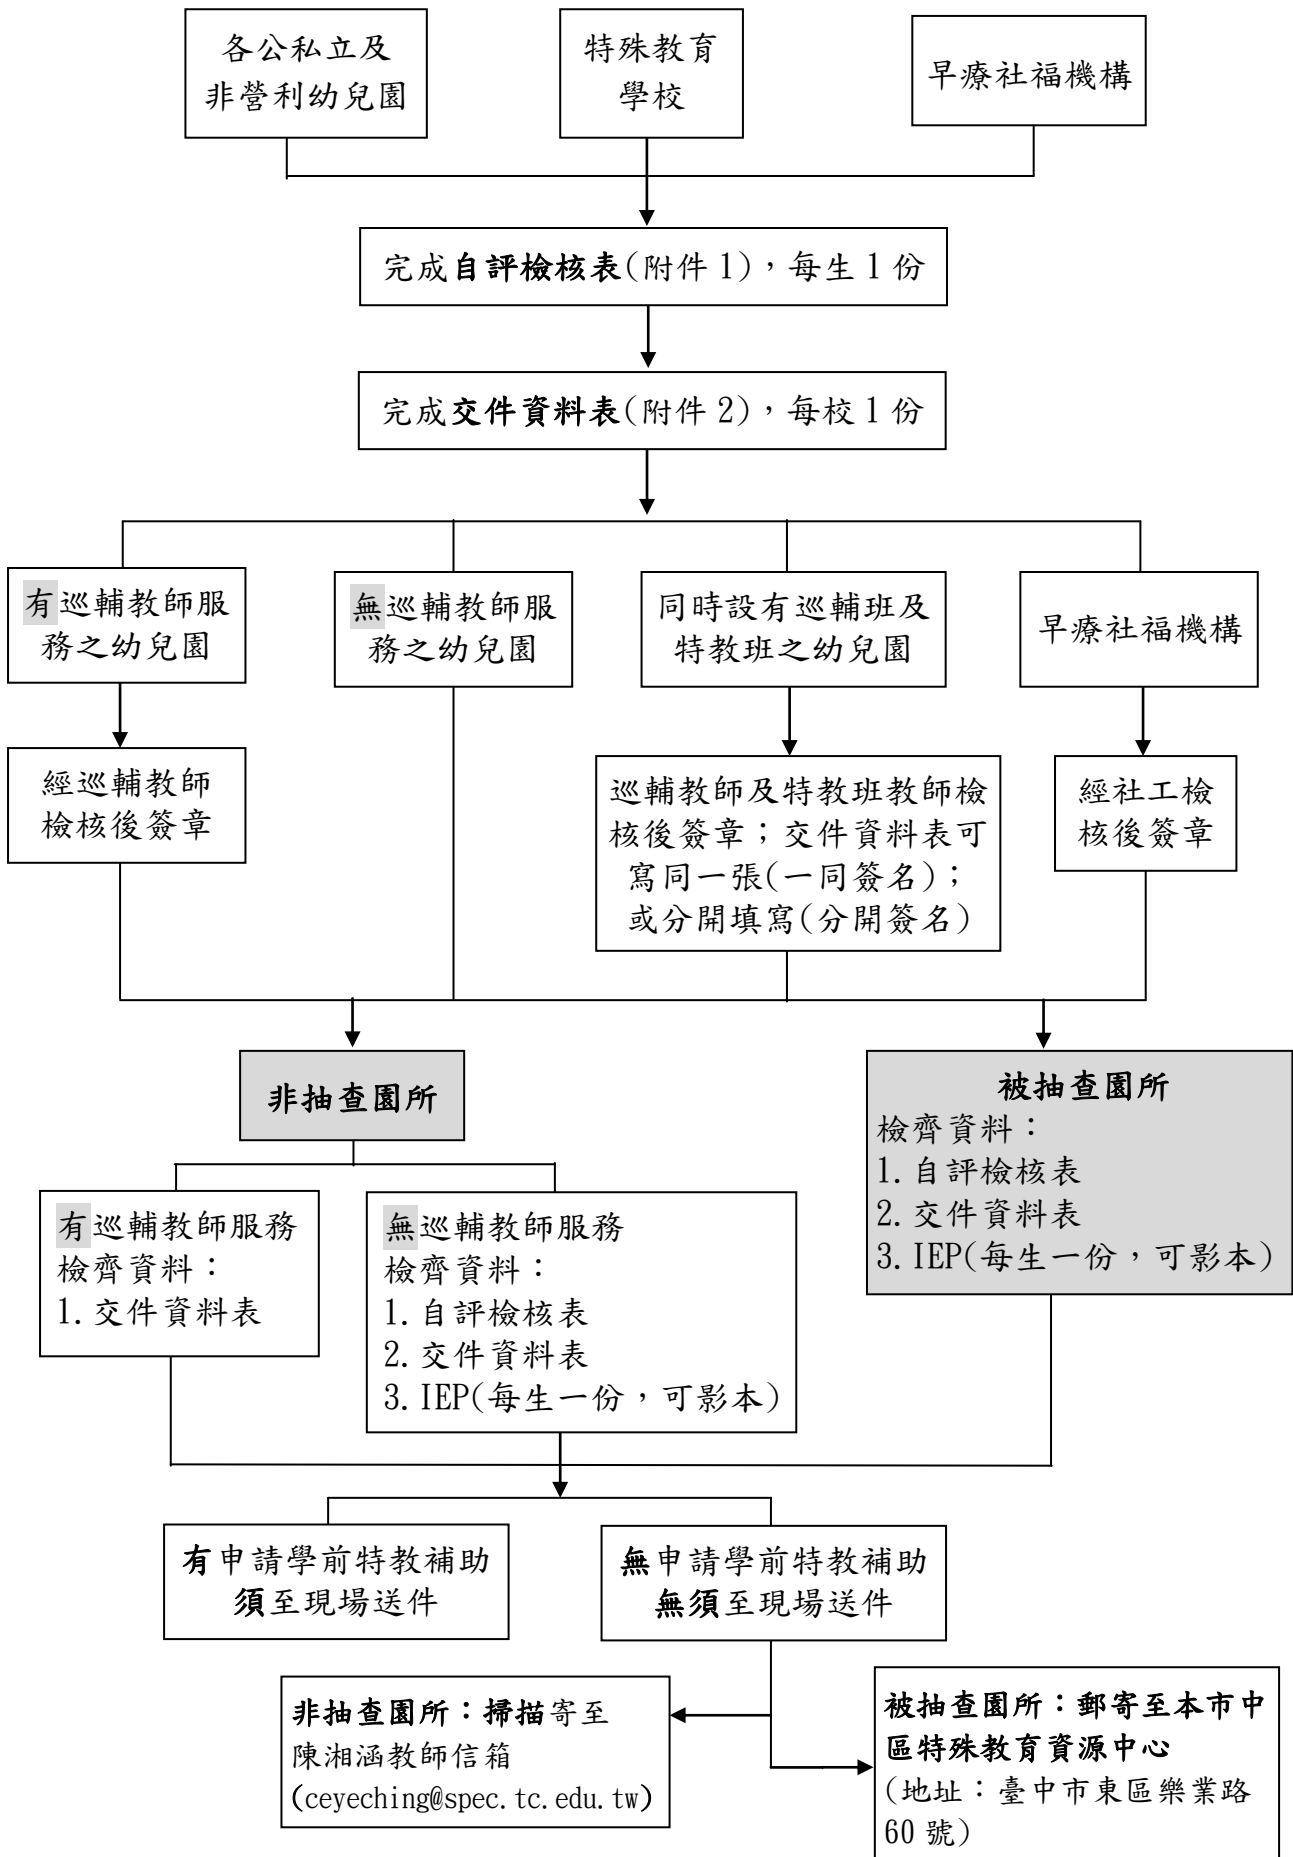 各公私立及
非營利幼兒園
特殊教育
學校
早療社福機構
完成自評檢核表(附件 1)，每生 1 份
完成交件資料表(附件 2)，每校 1 份
有巡輔教師服
務之幼兒園
無巡輔教師服
務之幼兒園
同時設有巡輔班及
特教班之幼兒園
早療社福機構
經巡輔教師
檢核後簽章
巡輔教師及特教班教師檢
核後簽章；交件資料表可
寫同一張(一同簽名)；
或分開填寫(分開簽名)
經社工檢
核後簽章
非抽查園所
被抽查園所
檢齊資料：
1. 自評檢核表
2. 交件資料表
3. IEP(每生一份，可影本)
有巡輔教師服務
檢齊資料：
1. 交件資料表
無巡輔教師服務
檢齊資料：
1. 自評檢核表
2. 交件資料表
3. IEP(每生一份，可影本)
有申請學前特教補助
須至現場送件
無申請學前特教補助
無須至現場送件
非抽查園所：掃描寄至
陳湘涵教師信箱
(ceyeching@spec.tc.edu.tw)
被抽查園所：郵寄至本市中
區特殊教育資源中心
(地址：臺中市東區樂業路
60 號)